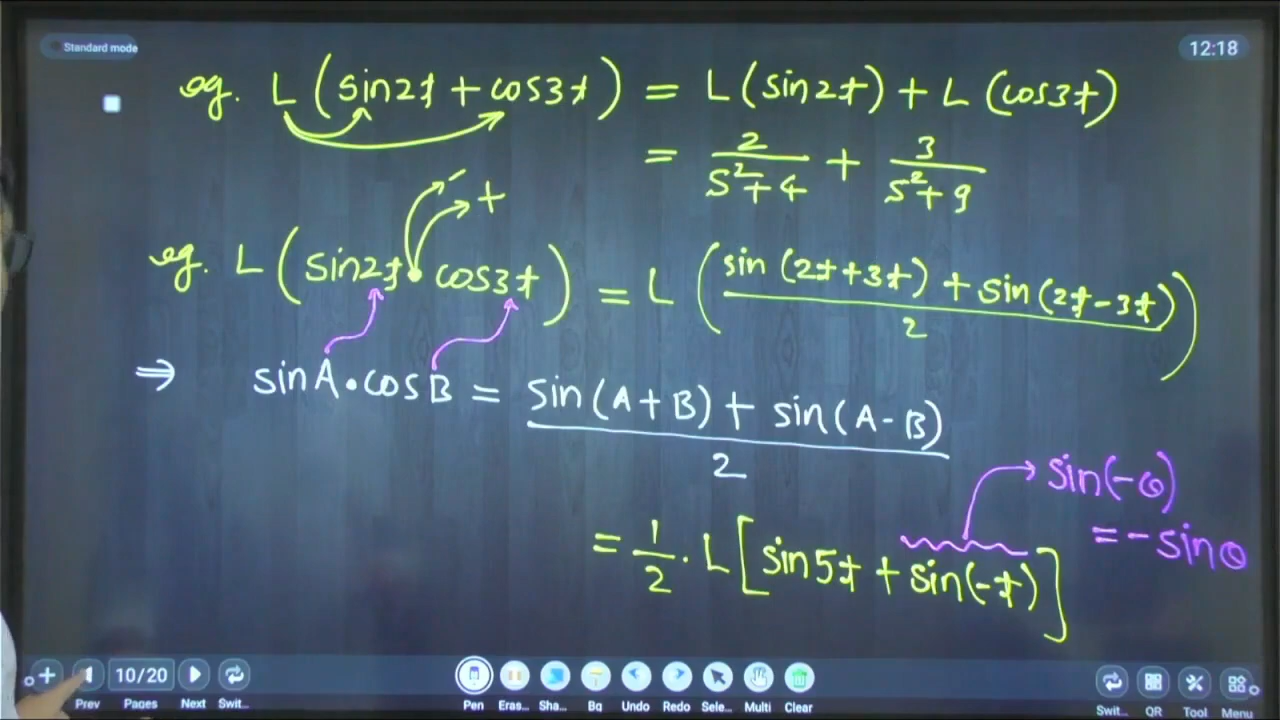 Standard mode
12:18
eg. L (sin2t + cos3t) = L (sin2t) + L (cos3t)
= 2/(s²+4) + 3/(s²+9)
- +
eg. L (sin2t • cos3t) = L ( (sin (2t+3t) + sin (2t-3t))/2 )
⇒ sinA•cosB = (sin(A+B) + sin(A-B))/2
sin(-θ)
= -sinθ
= 1/2 . L [sin5t + sin(-t)]
10/20
Prev Pages Next Swit... Pen Eras... Sha... Bg Undo Redo Sele... Multi Clear Swit... QR Tool Menu